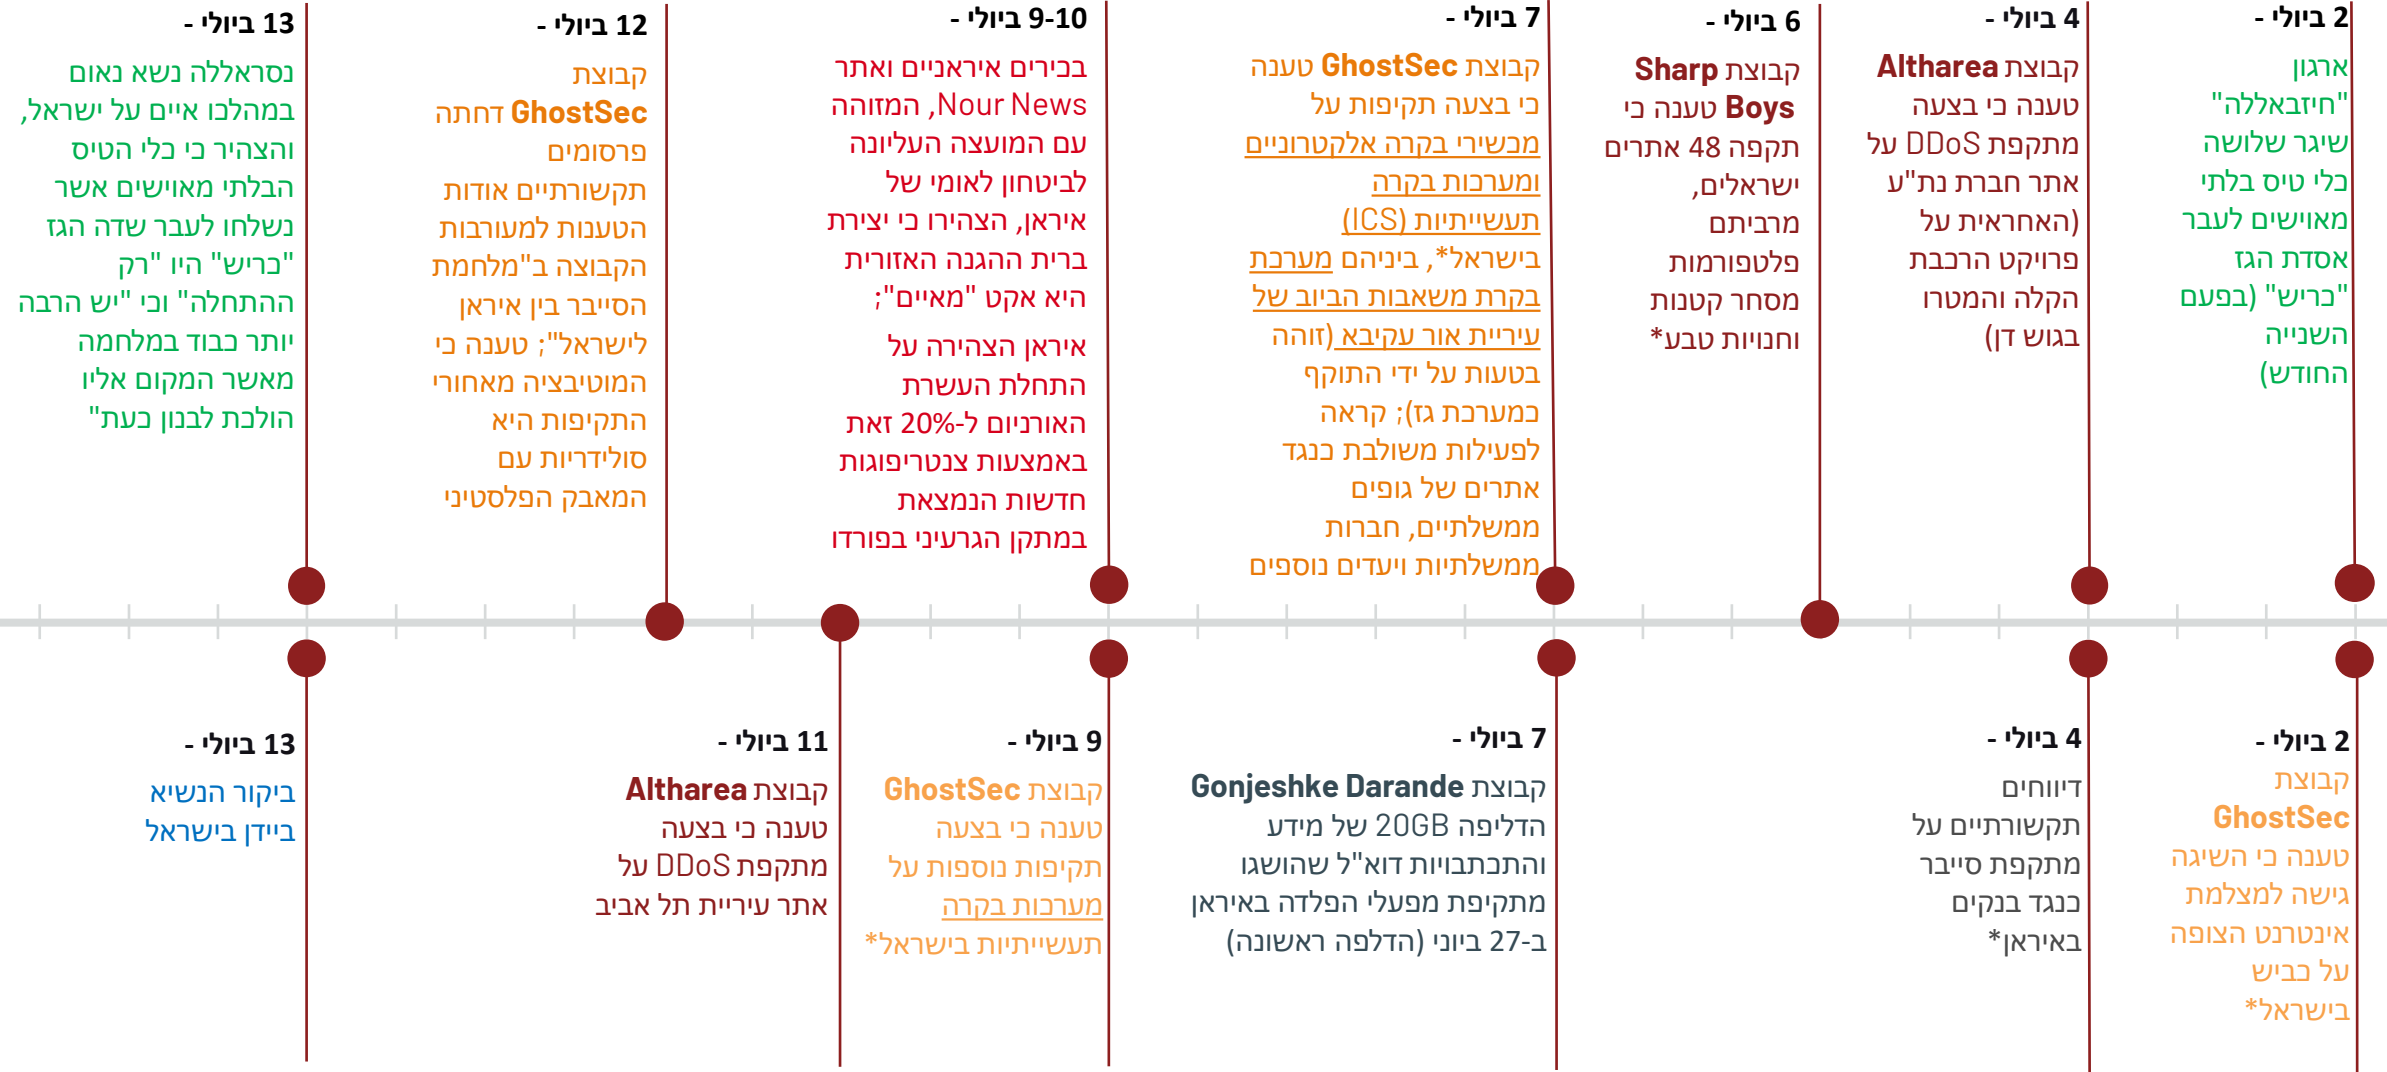 2 ביולי -
ארגון
"חיזבאללה"
שיגר שלושה
כלי טיס בלתי
מאוישים לעבר
אסדת הגז
"כריש" (בפעם
השנייה
החודש)
4 ביולי -
קבוצת Altharea
טענה כי בצעה
מתקפת DDoS על
אתר חברת נת"ע
(האחראית על
פרויקט הרכבת
הקלה והמטרו
בגוש דן)
6 ביולי -
קבוצת Sharp
Boys טענה כי
תקפה 48 אתרים
ישראלים,
מרביתם
פלטפורמות
מסחר קטנות
וחנויות טבע*
7 ביולי -
קבוצת GhostSec טענה
כי בצעה תקיפות על
מכשירי בקרה אלקטרוניים
ומערכות בקרה
תעשייתיות (ICS)
בישראל*, ביניהם מערכת
בקרת משאבות הביוב של
עיריית אור עקיבא (זוהה
בטעות על ידי התוקף
כמערכת גז); קראה
לפעילות משולבת כנגד
אתרים של גופים
ממשלתיים, חברות
ממשלתיות ויעדים נוספים
9-10 ביולי -
בכירים איראניים ואתר
Nour News, המזוהה
עם המועצה העליונה
לביטחון לאומי של
איראן, הצהירו כי יצירת
ברית ההגנה האזורית
היא אקט "מאיים";
איראן הצהירה על
התחלת העשרת
האורניום ל-20% זאת
באמצעות צנטריפוגות
חדשות הנמצאת
במתקן הגרעיני בפורדו
12 ביולי -
קבוצת
GhostSec דחתה
פרסומים
תקשורתיים אודות
הטענות למעורבות
הקבוצה ב"מלחמת
הסייבר בין איראן
לישראל"; טענה כי
המוטיבציה מאחורי
התקיפות היא
סולידריות עם
המאבק הפלסטיני
13 ביולי -
נסראללה נשא נאום
במהלכו איים על ישראל,
והצהיר כי כלי הטיס
הבלתי מאוישים אשר
נשלחו לעבר שדה הגז
"כריש" היו "רק
ההתחלה" וכי "יש הרבה
יותר כבוד במלחמה
מאשר המקום אליו
הולכת לבנון כעת"
2 ביולי -
קבוצת
GhostSec
טענה כי השיגה
גישה למצלמת
אינטרנט הצופה
על כביש
בישראל*
4 ביולי -
דיווחים
תקשורתיים על
מתקפת סייבר
כנגד בנקים
באיראן*
7 ביולי -
קבוצת Gonjeshke Darande
הדליפה 20GB של מידע
והתכתבויות דוא"ל שהושגו
מתקיפת מפעלי הפלדה באיראן
ב-27 ביוני (הדלפה ראשונה)
9 ביולי -
קבוצת GhostSec
טענה כי בצעה
תקיפות נוספות על
מערכות בקרה
תעשייתיות בישראל*
11 ביולי -
קבוצת Altharea
טענה כי בצעה
מתקפת DDoS על
אתר עיריית תל אביב
13 ביולי -
ביקור הנשיא
ביידן בישראל